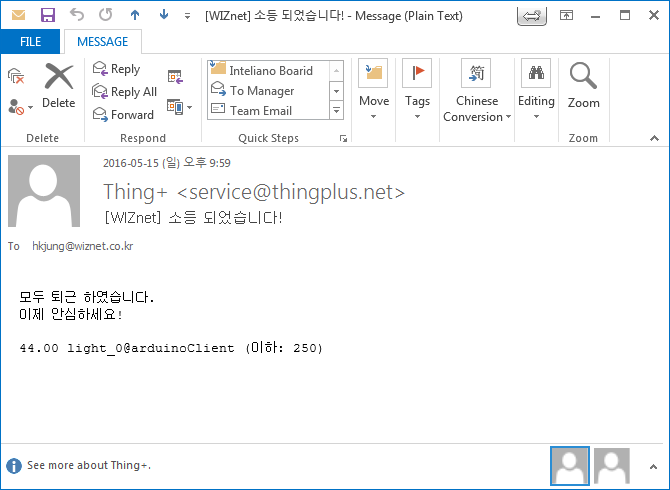 [WIZnet] 소등 되었습니다! - Message (Plain Text)
FILE
MESSAGE
Delete
Reply
Reply All
Forward
Inteliano Boarid
To Manager
Team Email
Move
Tags
简
Chinese
Conversion
Editing
Zoom
Delete
Respond
Quick Steps
Zoom
2016-05-15 (일) 오후 9:59
Thing+ <service@thingplus.net>
[WIZnet] 소등 되었습니다!
To hkjung@wiznet.co.kr
모두 퇴근 하였습니다.
이제 안심하세요!
44.00 light_0@arduinoClient (이하: 250)
See more about Thing+.